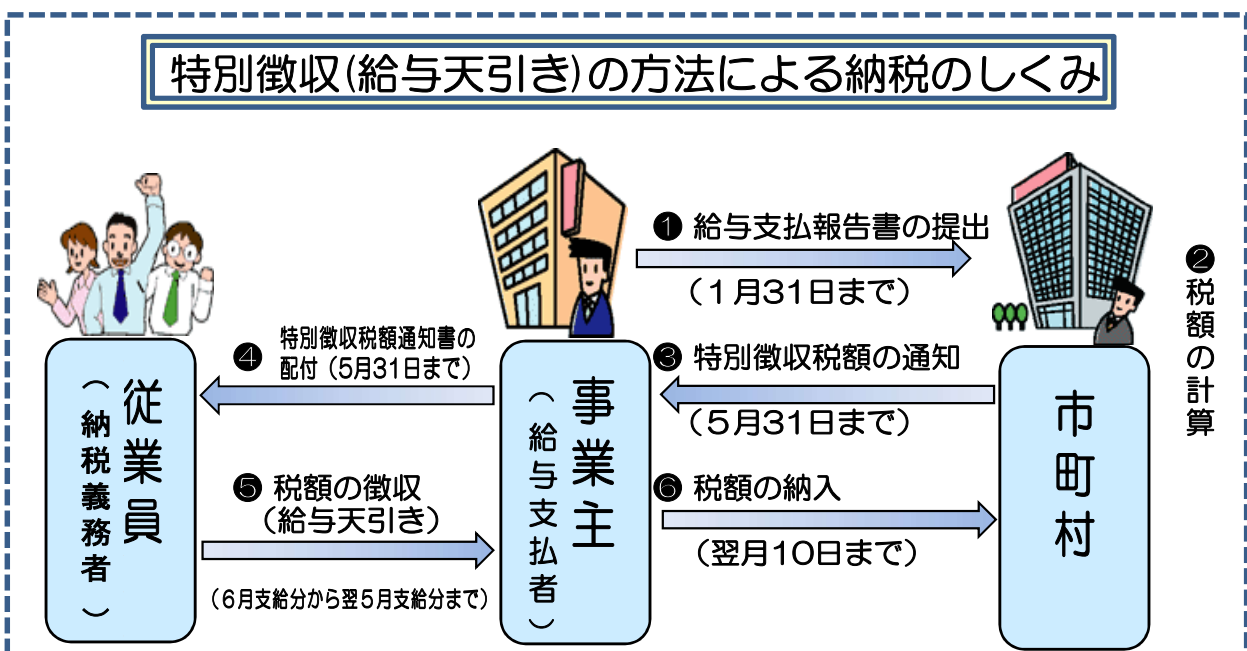 特別徴収(給与天引き)の方法による納税のしくみ
❶ 給与支払報告書の提出
（１月31日まで）
❷税額の計算
❸ 特別徴収税額の通知
（５月31日まで）
❹ 特別徴収税額通知書の
配付（５月31日まで）
❺ 税額の徴収
（給与天引き）
（６月支給分から翌５月支給分まで）
❻ 税額の納入
（翌月10日まで）
従業員
（納税義務者）
事業主
（給与支払者）
市町村